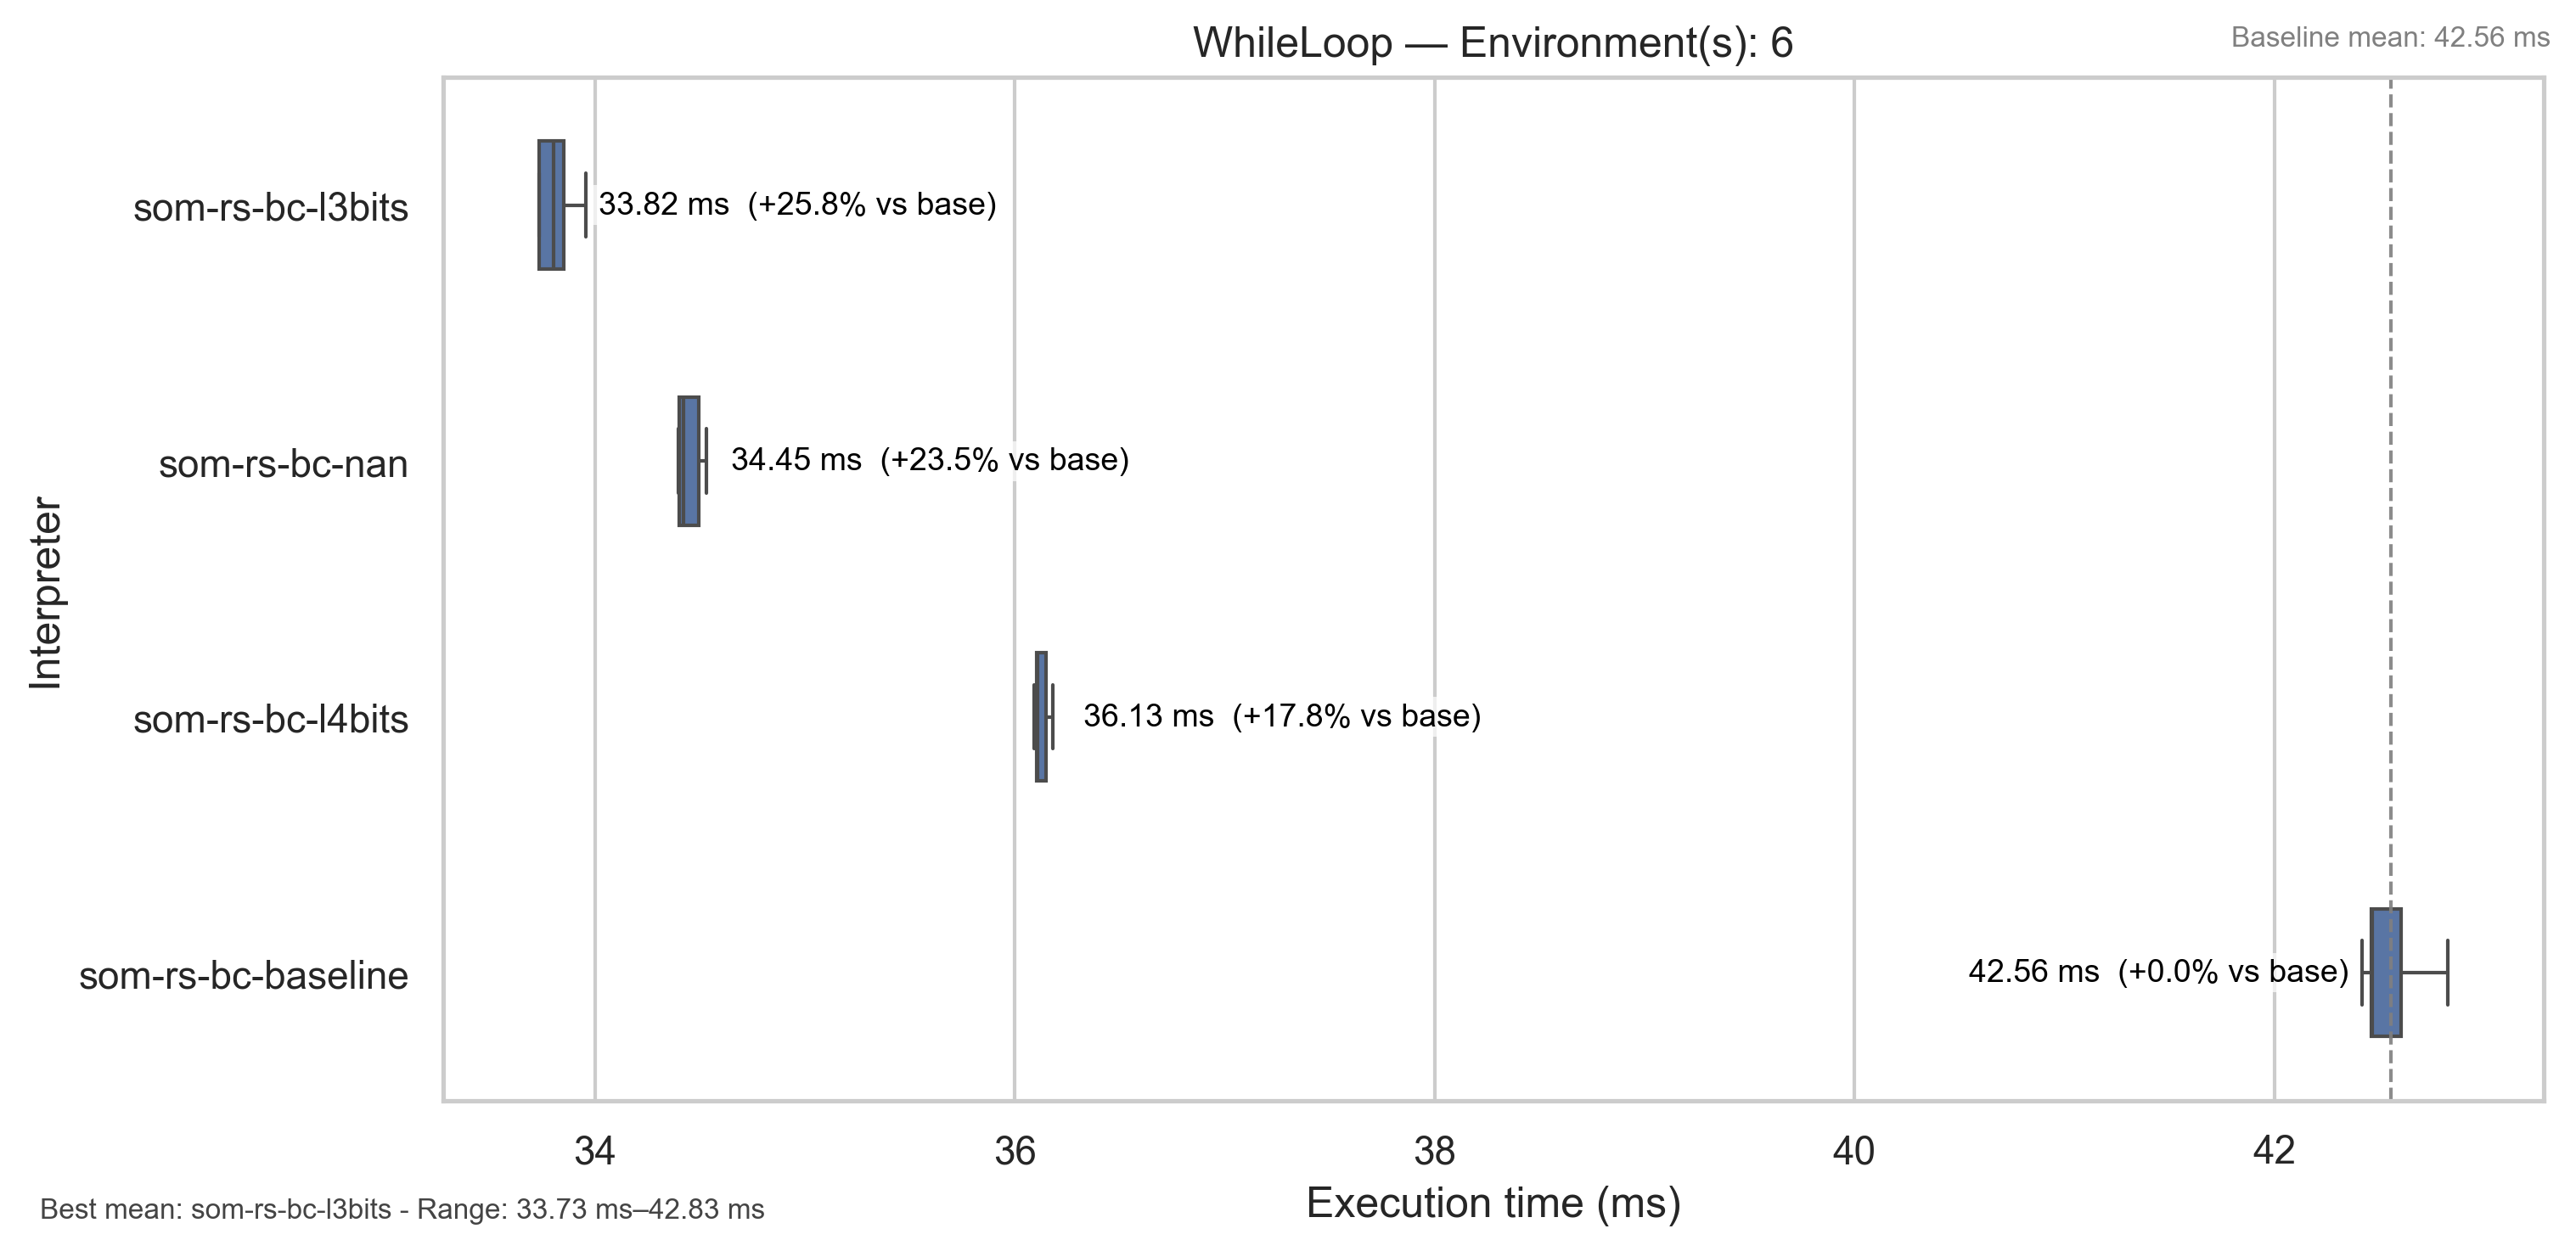 WhileLoop — Environment(s): 6
Baseline mean: 42.56 ms
Interpreter
som-rs-bc-l3bits
33.82 ms (+25.8% vs base)
som-rs-bc-nan
34.45 ms (+23.5% vs base)
som-rs-bc-l4bits
36.13 ms (+17.8% vs base)
som-rs-bc-baseline
42.56 ms (+0.0% vs base)
34 36 38 40 42
Execution time (ms)
Best mean: som-rs-bc-l3bits - Range: 33.73 ms–42.83 ms